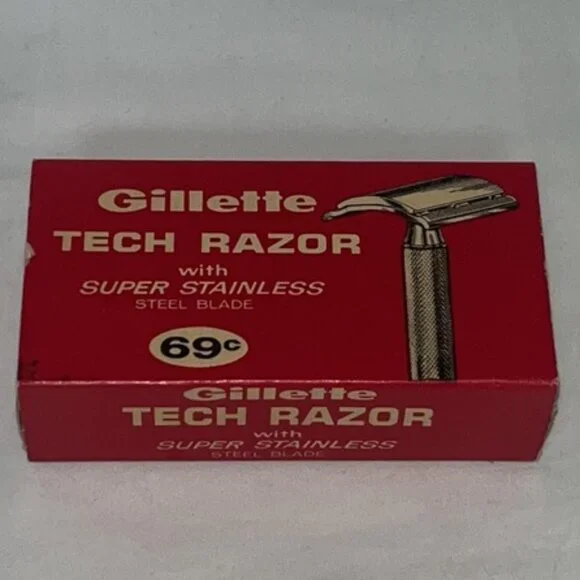 Gillette
TECH RAZOR
with
SUPER STAINLESS
STEEL BLADE
69¢
Gillette
TECH RAZOR
with
SUPER STAINLESS
STEEL BLADE